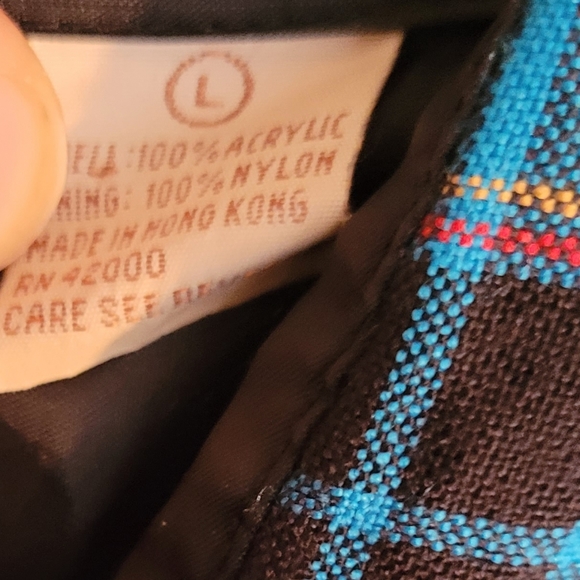 L
:100% ACRYLIC
: 100% NYLON
MADE IN HONG KONG
RN 42000
CARE SEE